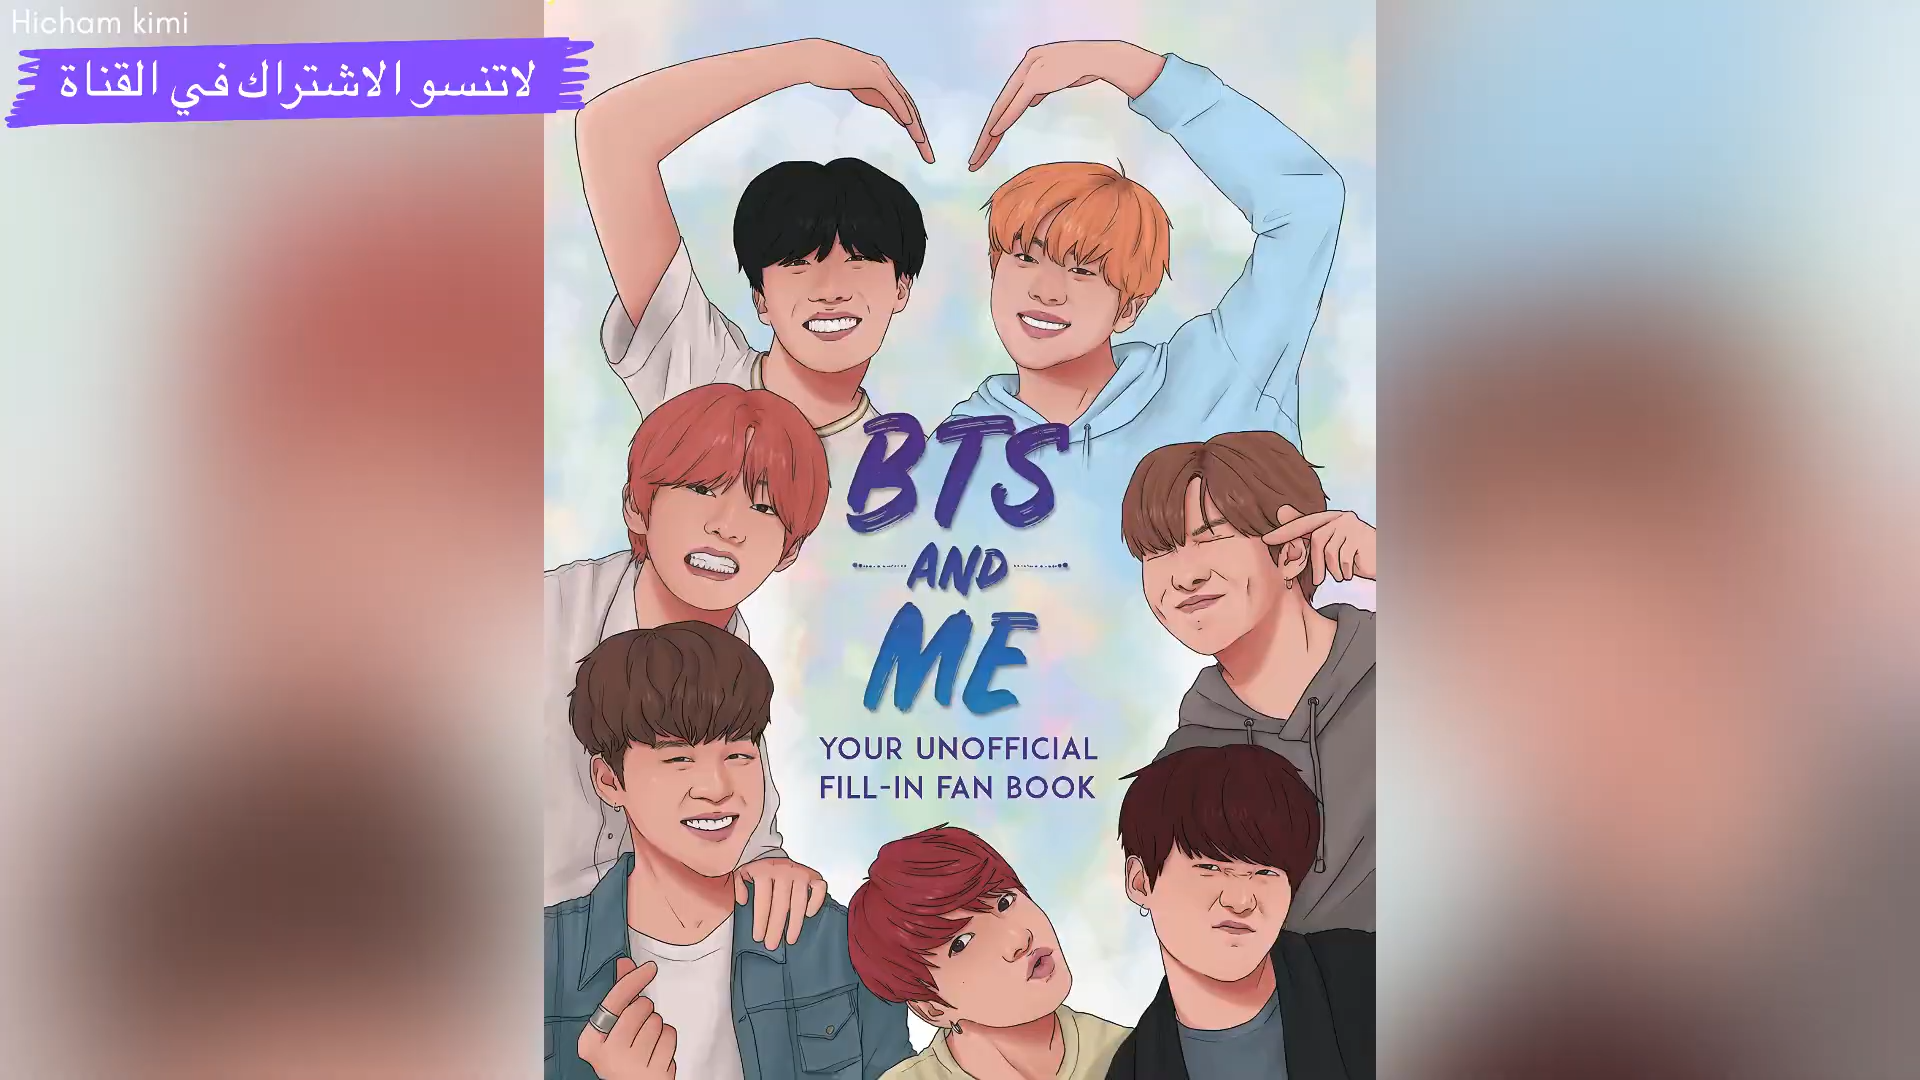 Hicham kimi
لاتنسو الاشتراك في القناة
BTS
AND
ME
YOUR UNOFFICIAL
FILL-IN FAN BOOK